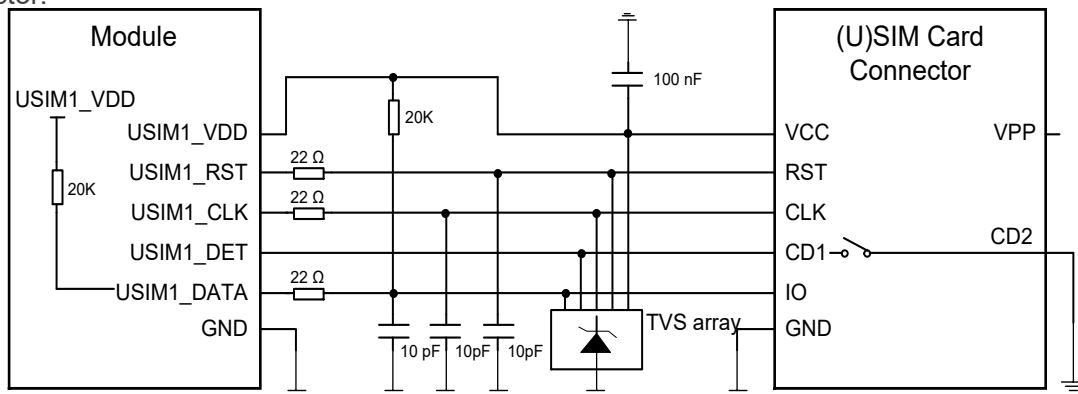 Module
USIM1_VDD
20K
USIM1_VDD
USIM1_RST
USIM1_CLK
USIM1_DET
USIM1_DATA
GND
22 Ω
22 Ω
22 Ω
20K
10 pF
10pF
10pF
100 nF
TVS array
(U)SIM Card
Connector
VCC
RST
CLK
CD1
IO
GND
VPP
CD2